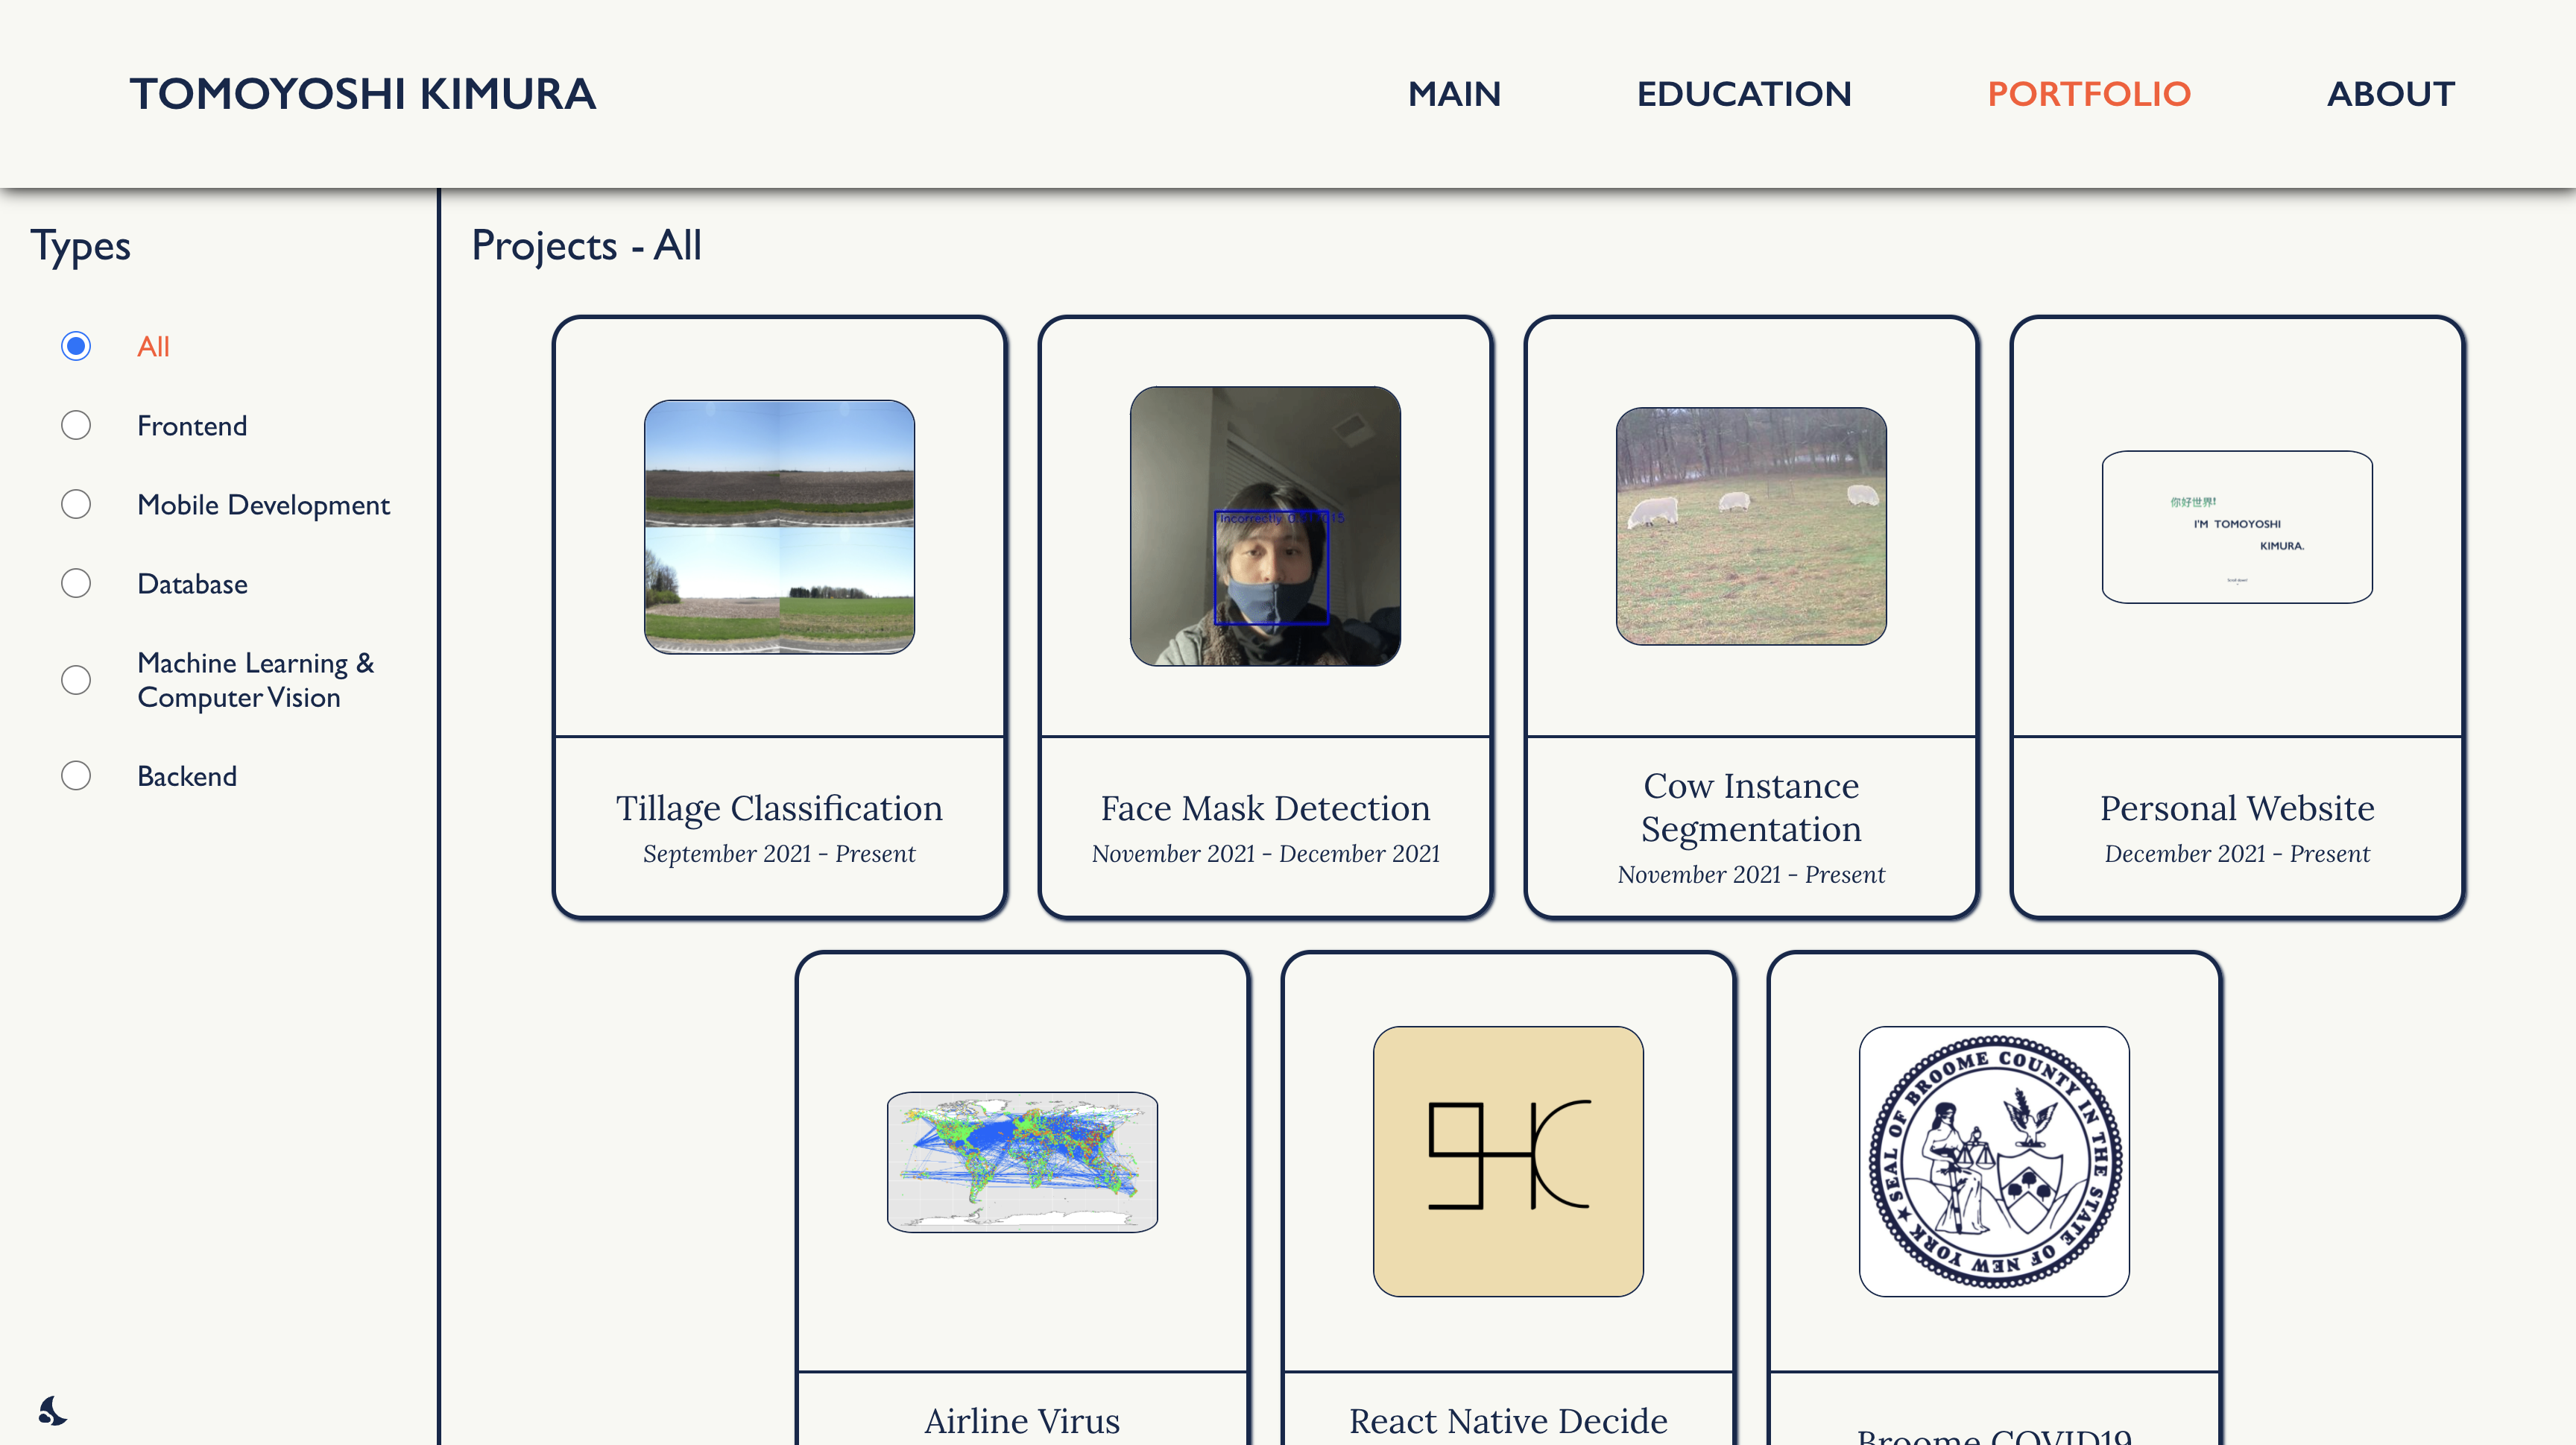 TOMOYOSHI KIMURA
MAIN
EDUCATION
PORTFOLIO
ABOUT
Types
All
Frontend
Mobile Development
Database
Machine Learning &
Computer Vision
Backend
Projects - All
Tillage Classification
September 2021 - Present
Incorrectly
Face Mask Detection
November 2021 - December 2021
Cow Instance
Segmentation
November 2021 - Present
你好世界!
I'M TOMOYOSHI
KIMURA.
Scroll down!
Personal Website
December 2021 - Present
Airline Virus
React Native Decide
SEAL OF BROOME COUNTY IN THE STATE OF NEW YORK
Broome COVID19